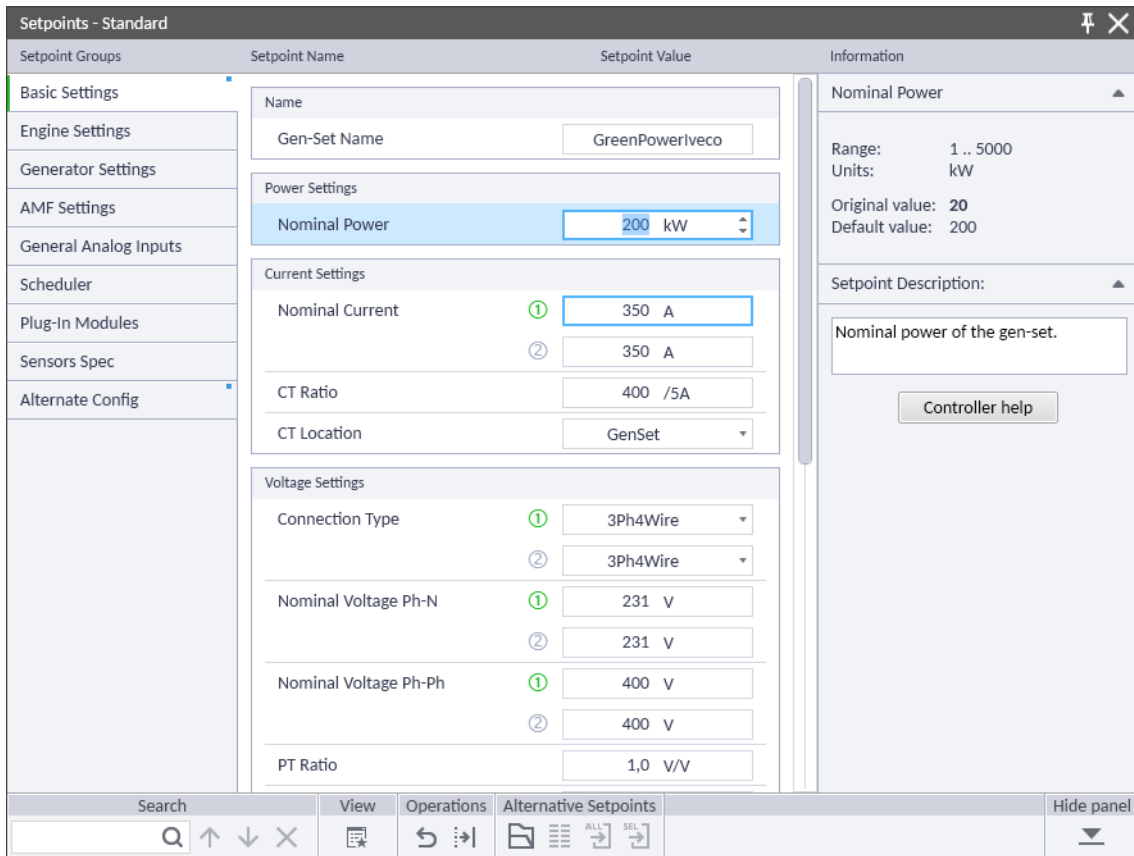 Setpoints - Standard
Setpoint Groups
Setpoint Name
Setpoint Value
Information
Basic Settings
Engine Settings
Generator Settings
AMF Settings
General Analog Inputs
Scheduler
Plug-In Modules
Sensors Spec
Alternate Config
Name
Gen-Set Name
GreenPowerIveco
Power Settings
Nominal Power
200 kW
Current Settings
Nominal Current
1
350 A
2
350 A
CT Ratio
400 /5A
CT Location
GenSet
Voltage Settings
Connection Type
1
3Ph4Wire
2
3Ph4Wire
Nominal Voltage Ph-N
1
231 V
2
231 V
Nominal Voltage Ph-Ph
1
400 V
2
400 V
PT Ratio
1,0 V/V
Nominal Power
Range: 1 .. 5000
Units: kW
Original value: 20
Default value: 200
Setpoint Description:
Nominal power of the gen-set.
Controller help
Search
View
Operations
Alternative Setpoints
ALL
SEL
Hide panel